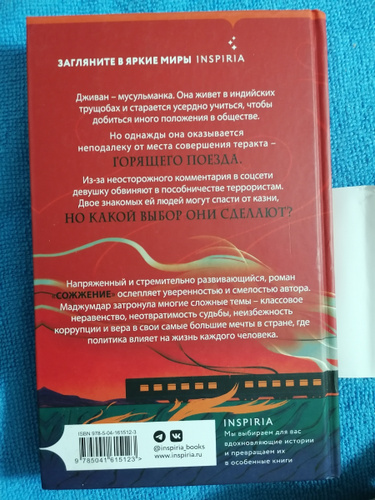 ЗАГЛЯНИТЕ В ЯРКИЕ МИРЫ INSPIRIA
Дживан – мусульманка. Она живет в индийских
трущобах и старается усердно учиться, чтобы
добиться иного положения в обществе.
Но однажды она оказывается
неподалеку от места совершения теракта –
ГОРЯЩЕГО ПОЕЗДА.
Из-за неосторожного комментария в соцсети
девушку обвиняют в пособничестве террористам.
Двое знакомых ей людей могут спасти от казни,
НО КАКОЙ ВЫБОР ОНИ СДЕЛАЮТ?
Напряженный и стремительно развивающийся, роман
«СОЖЖЕНИЕ» ослепляет уверенностью и смелостью автора.
Маджумдар затронула многие сложные темы – классовое
неравенство, неотвратимость судьбы, неизбежность
коррупции и вера в свои самые большие мечты в стране, где
политика влияет на жизнь каждого человека.
ISBN 978-5-04-161512-3
9 785041 615123 >
@inspiria_books
www.inspiria.ru
INSPIRIA
Мы выбираем для вас
вдохновляющие истории
и превращаем их
в особенные книги